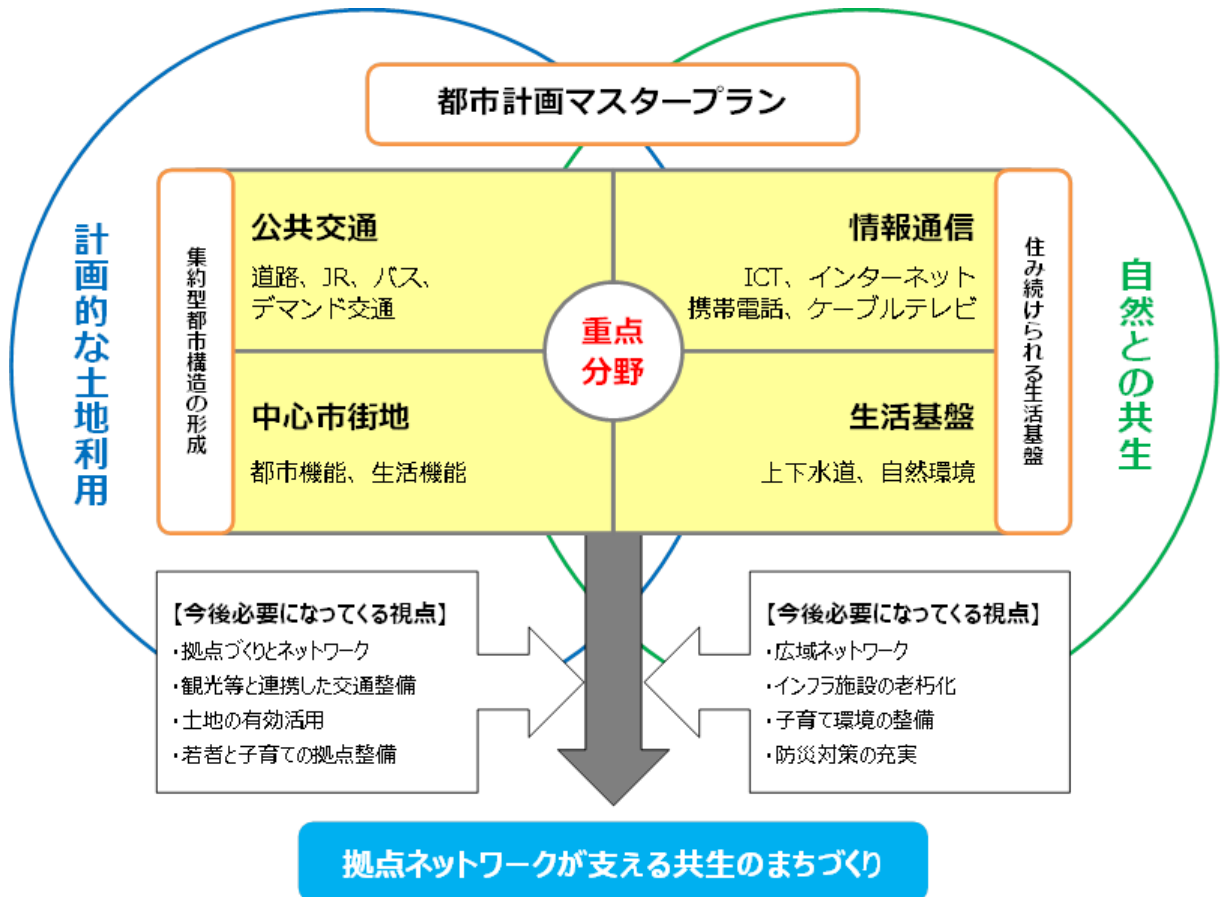 都市計画マスタープラン
計画的な土地利用
集約型都市構造の形成
公共交通
道路、JR、バス、
デマンド交通
情報通信
ICT、インターネット
携帯電話、ケーブルテレビ
重点
分野
中心市街地
都市機能、生活機能
生活基盤
上下水道、自然環境
住み続けられる生活基盤
自然との共生
【今後必要になってくる視点】
・拠点づくりとネットワーク
・観光等と連携した交通整備
・土地の有効活用
・若者と子育ての拠点整備
【今後必要になってくる視点】
・広域ネットワーク
・インフラ施設の老朽化
・子育て環境の整備
・防災対策の充実
拠点ネットワークが支える共生のまちづくり